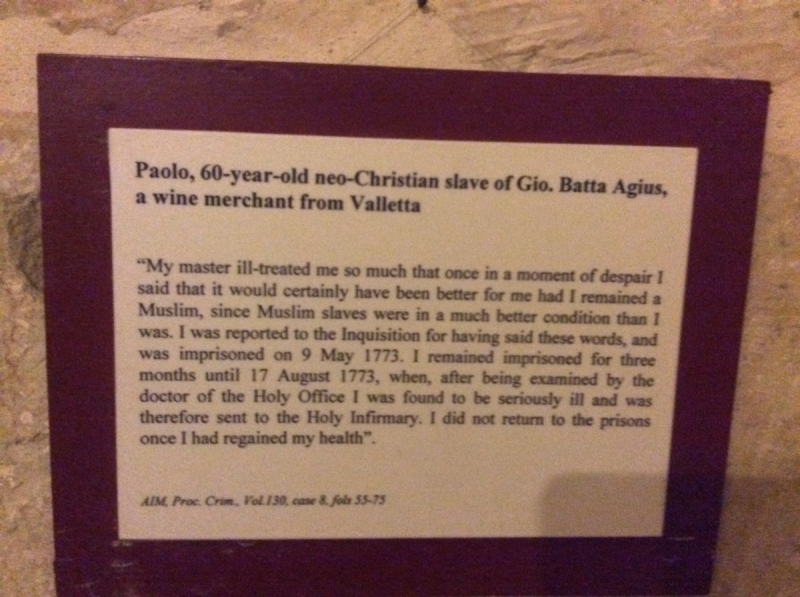 Paolo, 60-year-old neo-Christian slave of Gio. Batta Agius,
a wine merchant from Valletta
“My master ill-treated me so much that once in a moment of despair I
said that it would certainly have been better for me had I remained a
Muslim, since Muslim slaves were in a much better condition than I
was. I was reported to the Inquisition for having said these words, and
was imprisoned on 9 May 1773. I remained imprisoned for three
months until 17 August 1773, when, after being examined by the
doctor of the Holy Office I was found to be seriously ill and was
therefore sent to the Holy Infirmary. I did not return to the prisons
once I had regained my health”.
AIM, Proc. Crim., Vol.130, case 8, fols 55-75